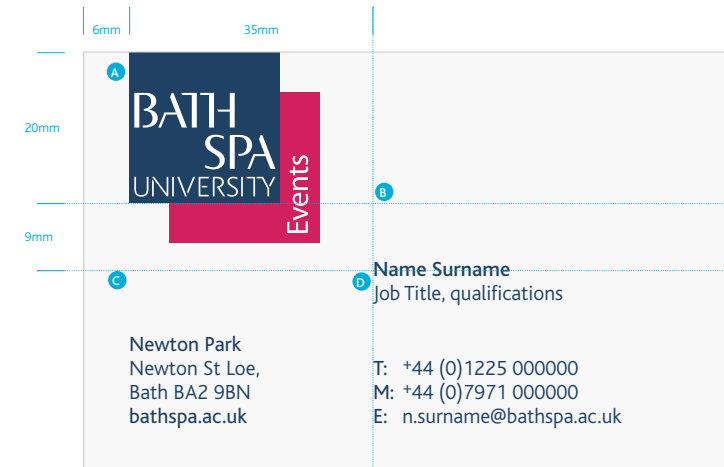 6mm
35mm
A
20mm
BATH
SPA
UNIVERSITY
Events
B
9mm
C
D
Name Surname
Job Title, qualifications
Newton Park
Newton St Loe,
Bath BA2 9BN
bathspa.ac.uk
T: +44 (0)1225 000000
M: +44 (0)7971 000000
E: n.surname@bathspa.ac.uk